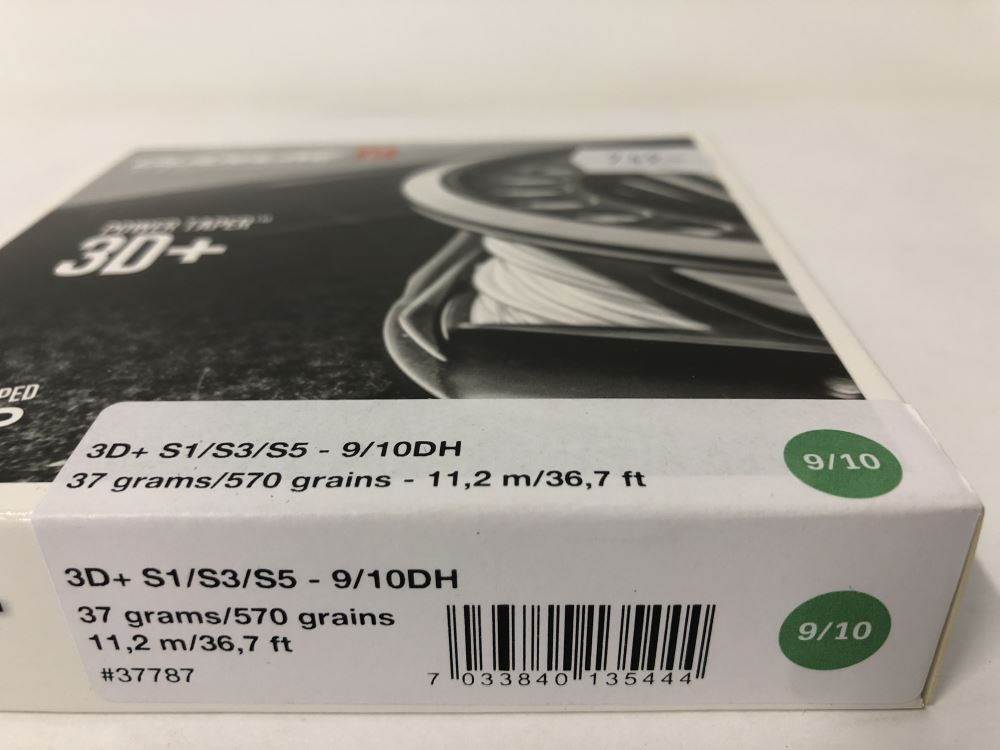 POWER TAPER™
3D+
PED
3D+ S1/S3/S5 - 9/10DH
37 grams/570 grains - 11,2 m/36,7 ft
9/10
3D+ S1/S3/S5 - 9/10DH
37 grams/570 grains
11,2 m/36,7 ft
#37787
7 033840 135444
9/10